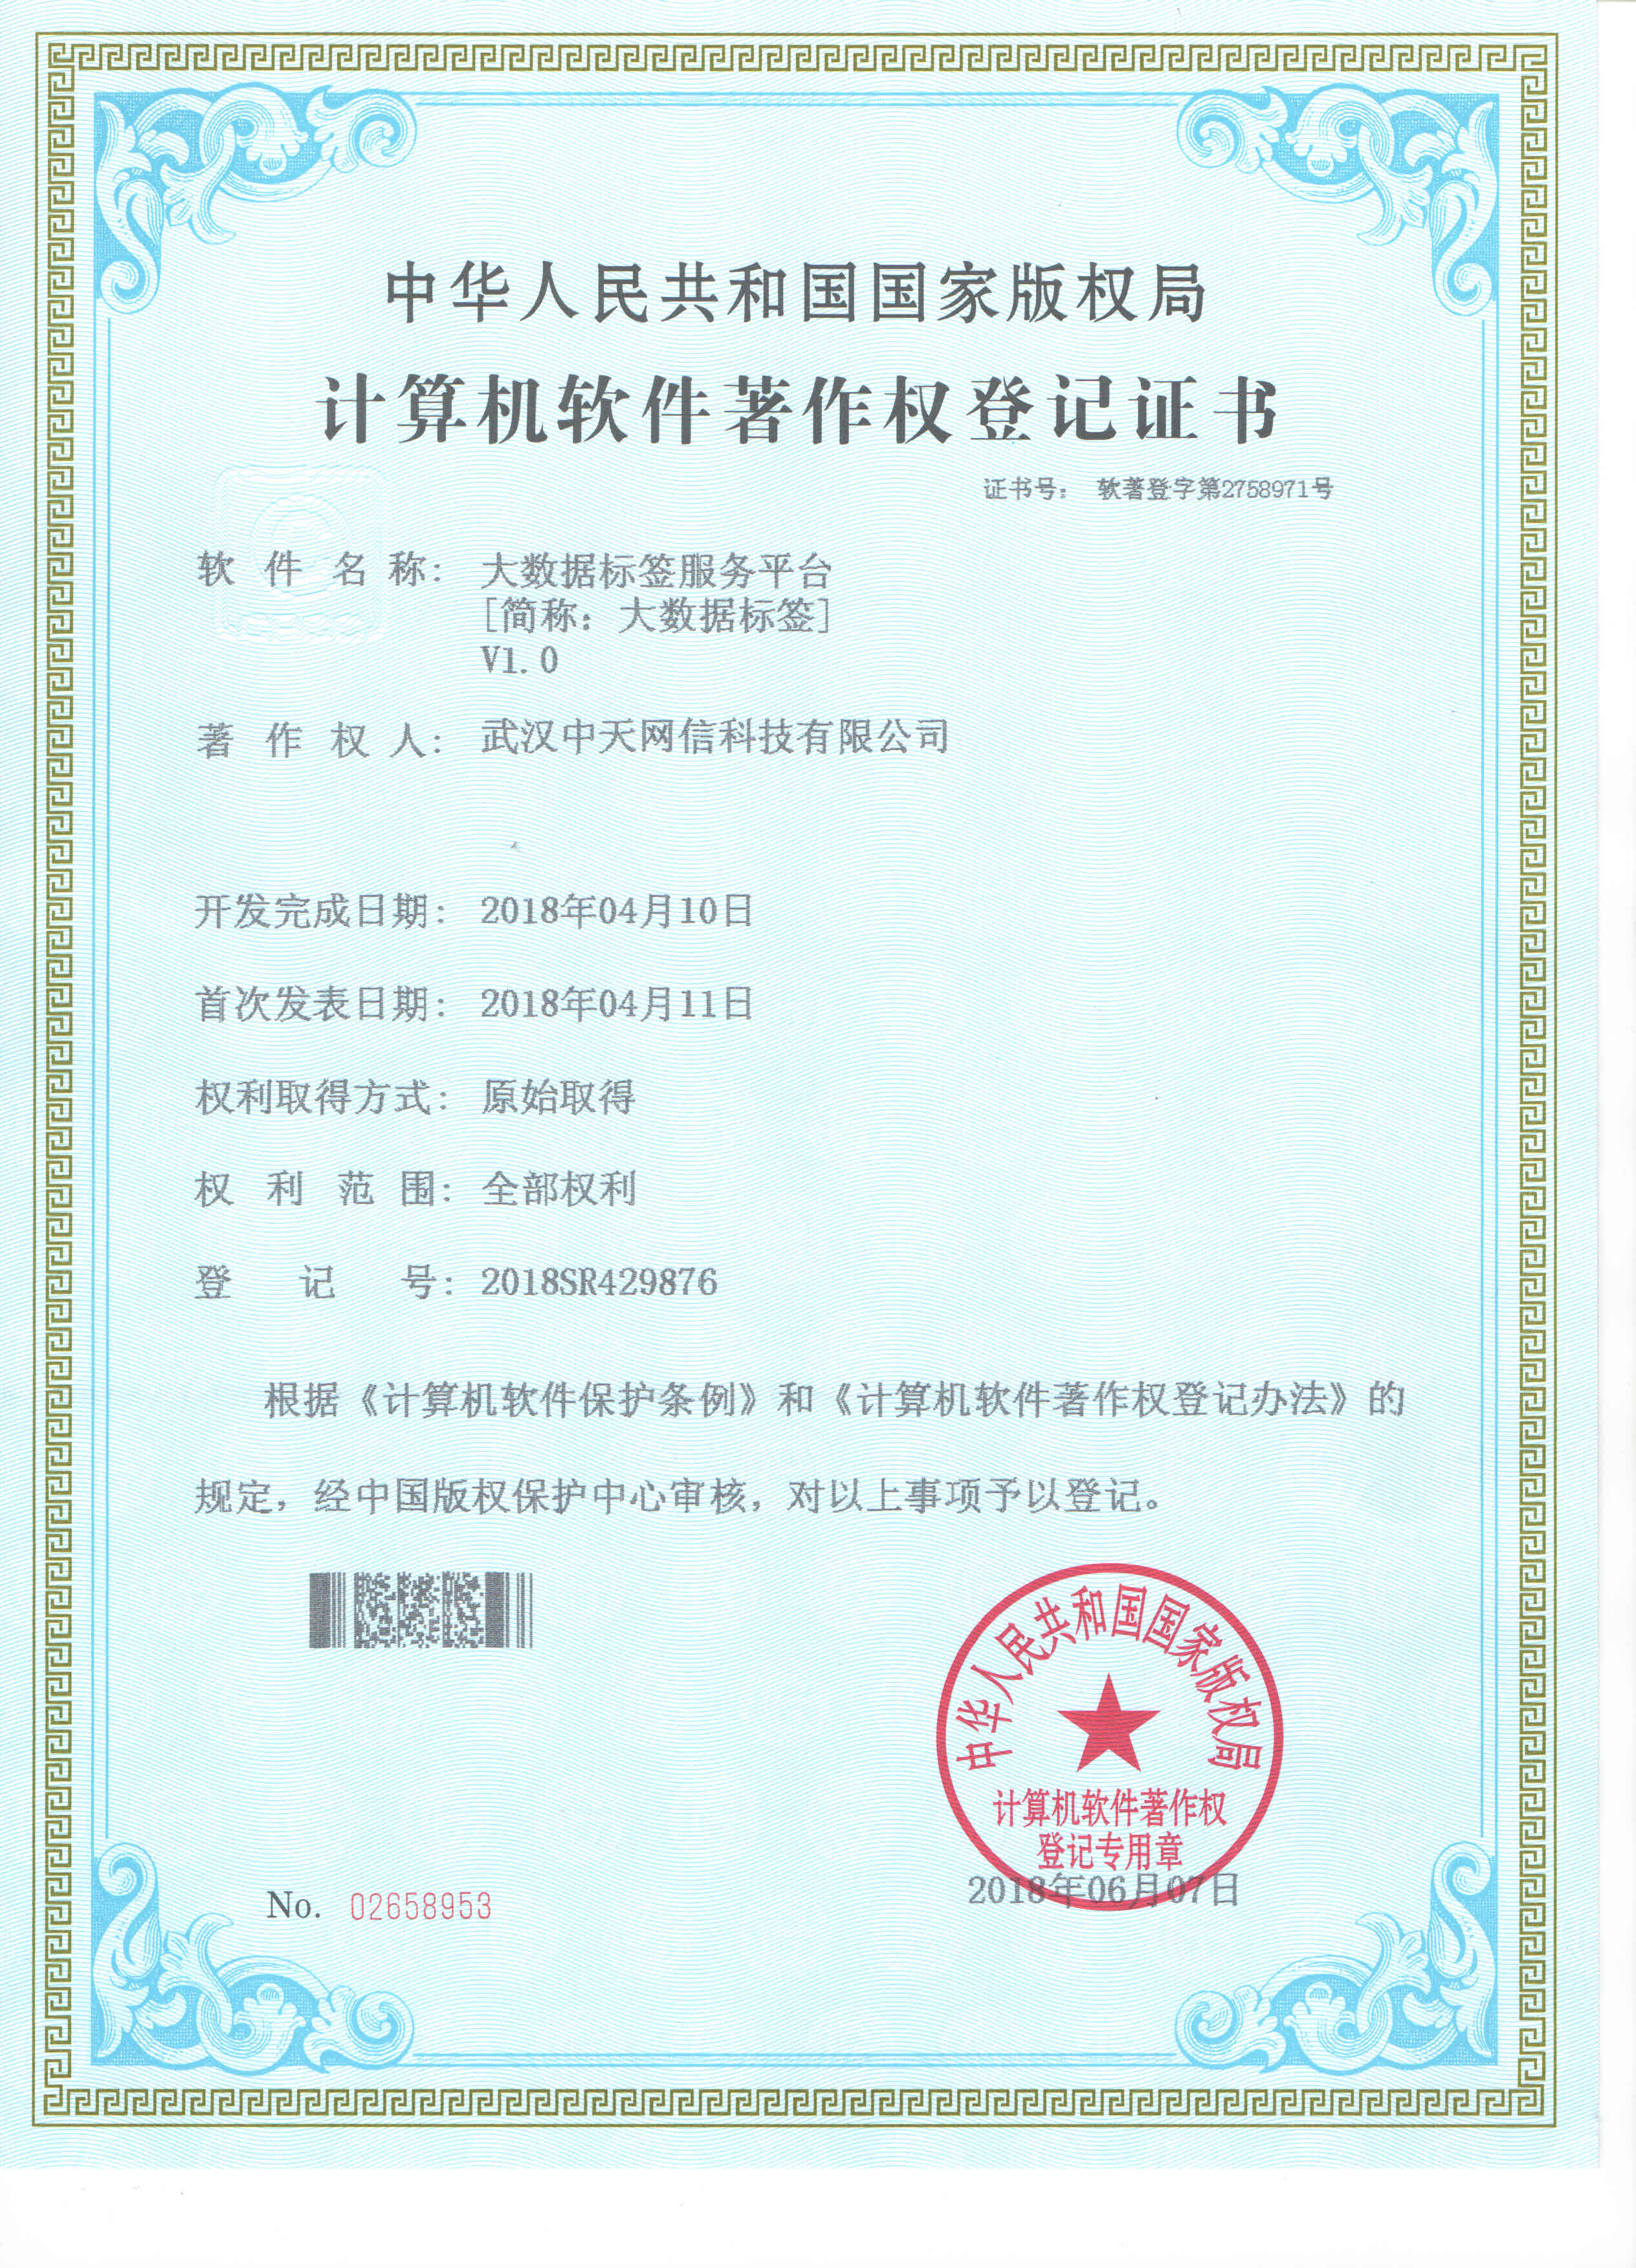 中华人民共和国国家版权局
计算机软件著作权登记证书
证书号： 软著登字第2758971号
软件名称： 大数据标签服务平台
[简称：大数据标签]
V1.0
著作权人： 武汉中天网信科技有限公司
开发完成日期： 2018年04月10日
首次发表日期： 2018年04月11日
权利取得方式： 原始取得
权利范围： 全部权利
登记号： 2018SR429876
根据《计算机软件保护条例》和《计算机软件著作权登记办法》的
规定，经中国版权保护中心审核，对以上事项予以登记。
中华人民共和国国家版权局
计算机软件著作权
登记专用章
2018年06月07日
No. 02658953